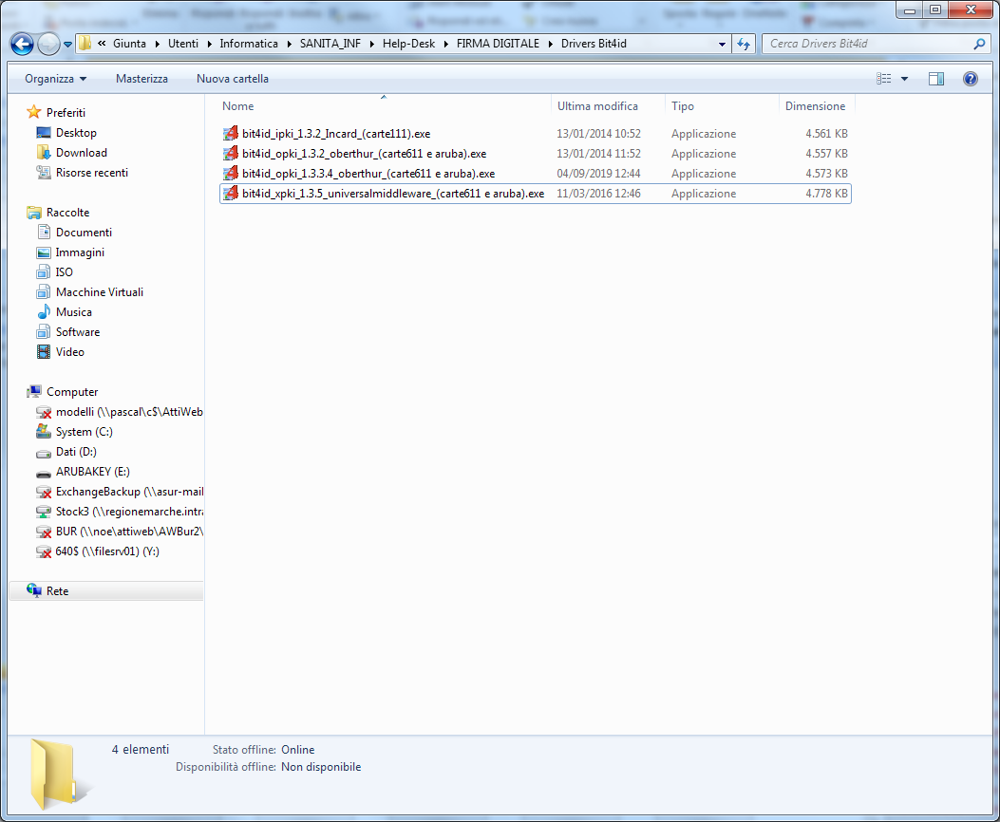 « Giunta Utenti Informatica SANITA_INF Help-Desk FIRMA DIGITALE Drivers Bit4id Cerca Drivers Bit4id
Organizza Masterizza Nuova cartella
Nome Ultima modifica Tipo Dimensione
bit4id_ipki_1.3.2_Incard_(carte111).exe 13/01/2014 10:52 Applicazione 4.561 KB
bit4id_opki_1.3.2_oberthur_(carte611 e aruba).exe 13/01/2014 11:52 Applicazione 4.557 KB
bit4id_opki_1.3.3.4_oberthur_(carte611 e aruba).exe 04/09/2019 12:44 Applicazione 4.573 KB
bit4id_xpki_1.3.5_universalmiddleware_(carte611 e aruba).exe 11/03/2016 12:46 Applicazione 4.778 KB
Preferiti
Desktop
Download
Risorse recenti
Raccolte
Documenti
Immagini
ISO
Macchine Virtuali
Musica
Software
Video
Computer
modelli (\\pascal\c$\AttiWeb
System (C:)
Dati (D:)
ARUBAKEY (E:)
ExchangeBackup (\\asur-mail
Stock3 (\\regionemarche.intra
BUR (\\noe\attiweb\AWBur2\
640$ (\\filesrv01) (Y:)
Rete
4 elementi Stato offline: Online
Disponibilità offline: Non disponibile